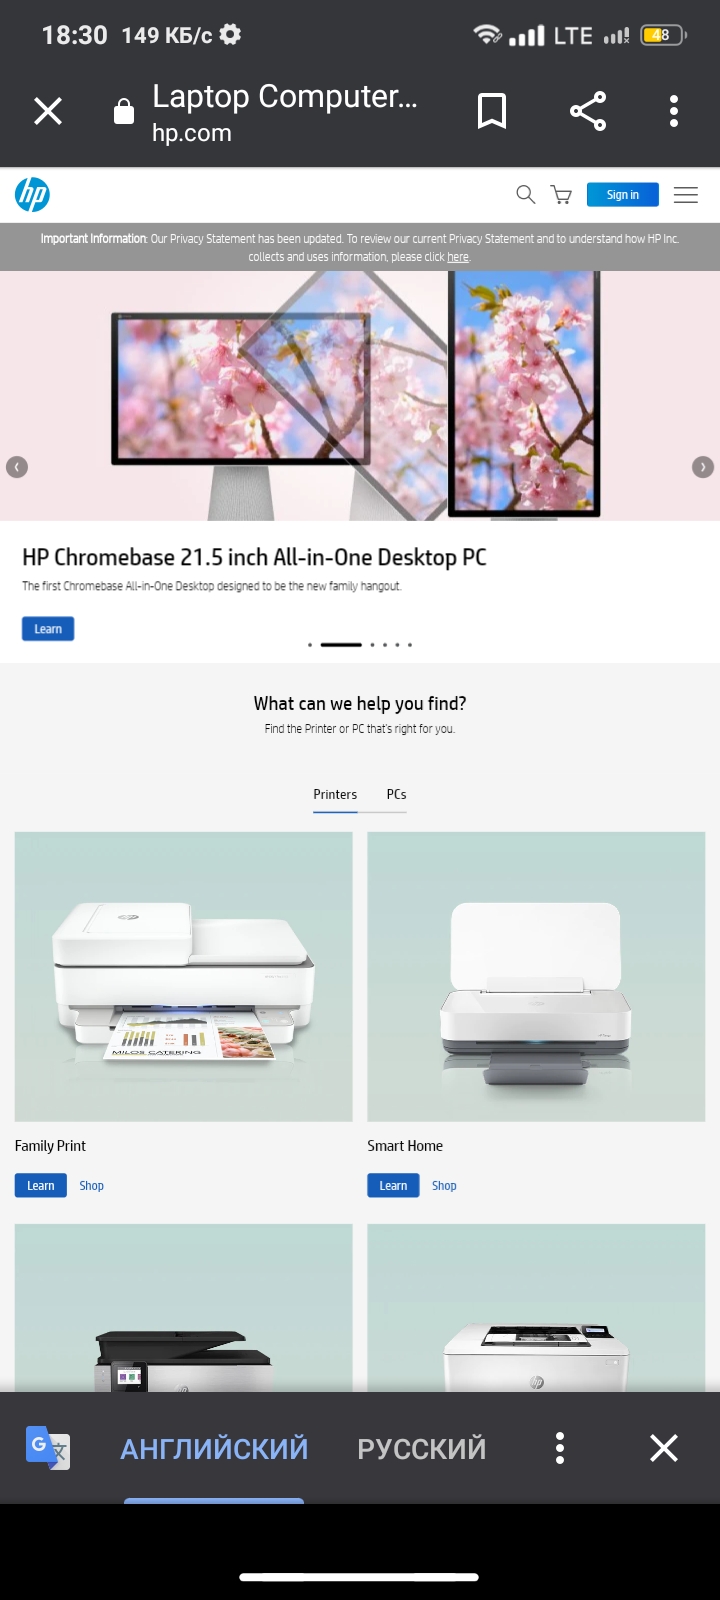 18:30 149 КБ/с LTE 48
Laptop Computer...
hp.com
hp Sign in
Important Information: Our Privacy Statement has been updated. To review our current Privacy Statement and to understand how HP Inc.
collects and uses information, please click here.
HP Chromebase 21.5 inch All-in-One Desktop PC
The first Chromebase All-in-One Desktop designed to be the new family hangout.
Learn
What can we help you find?
Find the Printer or PC that's right for you.
Printers PCs
MILOS CATERING
Family Print Smart Home
Learn Shop Learn Shop
G 文 АНГЛИЙСКИЙ РУССКИЙ